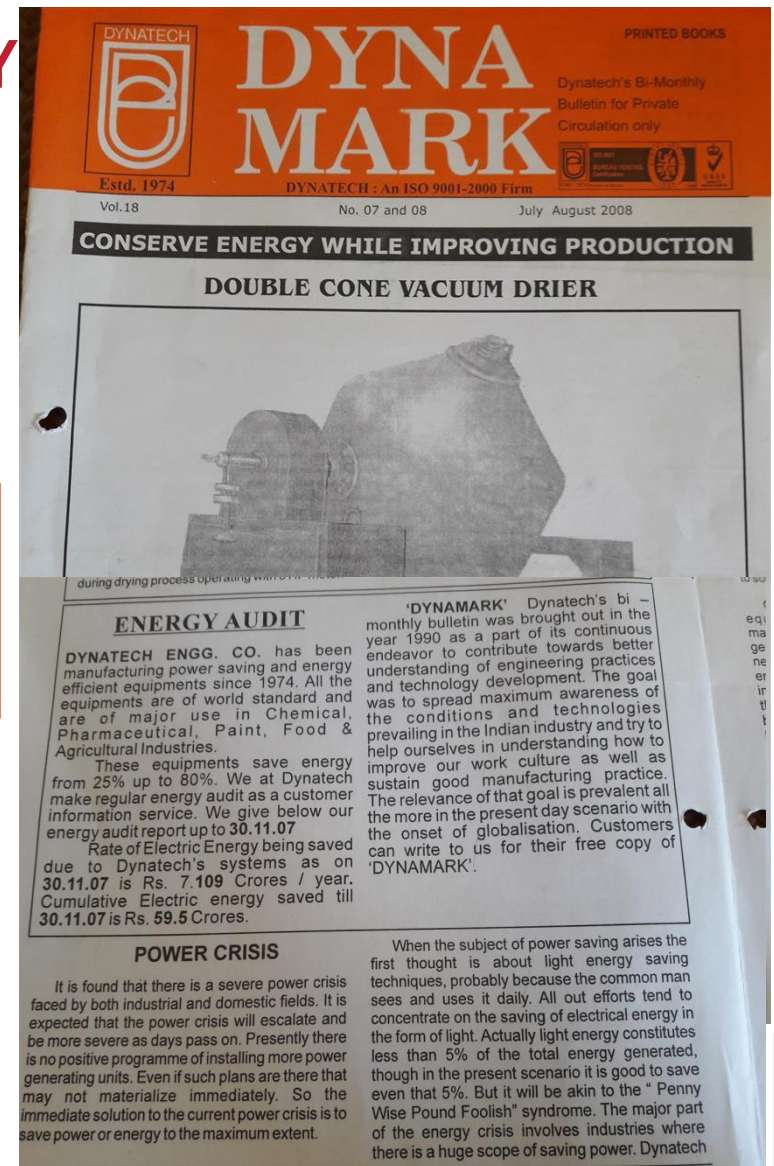 Y
DYNATECH
DYNA
MARK
PRINTED BOOKS
Dynatech's Bi-Monthly
Bulletin for Private
Circulation only
Estd. 1974
DYNATECH : An ISO 9001-2000 Firm
Vol.18 No. 07 and 08 July August 2008
CONSERVE ENERGY WHILE IMPROVING PRODUCTION
DOUBLE CONE VACUUM DRIER
during drying process operating with
ENERGY AUDIT
DYNATECH ENGG. CO. has been
manufacturing power saving and energy
efficient equipments since 1974. All the
equipments are of world standard and
are of major use in Chemical,
Pharmaceutical, Paint, Food &
Agricultural Industries.
These equipments save energy
from 25% up to 80%. We at Dynatech
make regular energy audit as a customer
information service. We give below our
energy audit report up to 30.11.07
Rate of Electric Energy being saved
due to Dynatech's systems as on
30.11.07 is Rs. 7.109 Crores / year.
Cumulative Electric energy saved till
30.11.07 is Rs. 59.5 Crores.
'DYNAMARK' Dynatech's bi –
monthly bulletin was brought out in the
year 1990 as a part of its continuous
endeavor to contribute towards better
understanding of engineering practices
and technology development. The goal
was to spread maximum awareness of
the conditions and technologies
prevailing in the Indian industry and try to
help ourselves in understanding how to
improve our work culture as well as
sustain good manufacturing practice.
The relevance of that goal is prevalent all
the more in the present day scenario with
the onset of globalisation. Customers
can write to us for their free copy of
'DYNAMARK'.
POWER CRISIS
It is found that there is a severe power crisis
faced by both industrial and domestic fields. It is
expected that the power crisis will escalate and
be more severe as days pass on. Presently there
is no positive programme of installing more power
generating units. Even if such plans are there that
may not materialize immediately. So the
immediate solution to the current power crisis is to
save power or energy to the maximum extent.
When the subject of power saving arises the
first thought is about light energy saving
techniques, probably because the common man
sees and uses it daily. All out efforts tend to
concentrate on the saving of electrical energy in
the form of light. Actually light energy constitutes
less than 5% of the total energy generated,
though in the present scenario it is good to save
even that 5%. But it will be akin to the " Penny
Wise Pound Foolish" syndrome. The major part
of the energy crisis involves industries where
there is a huge scope of saving power. Dynatech